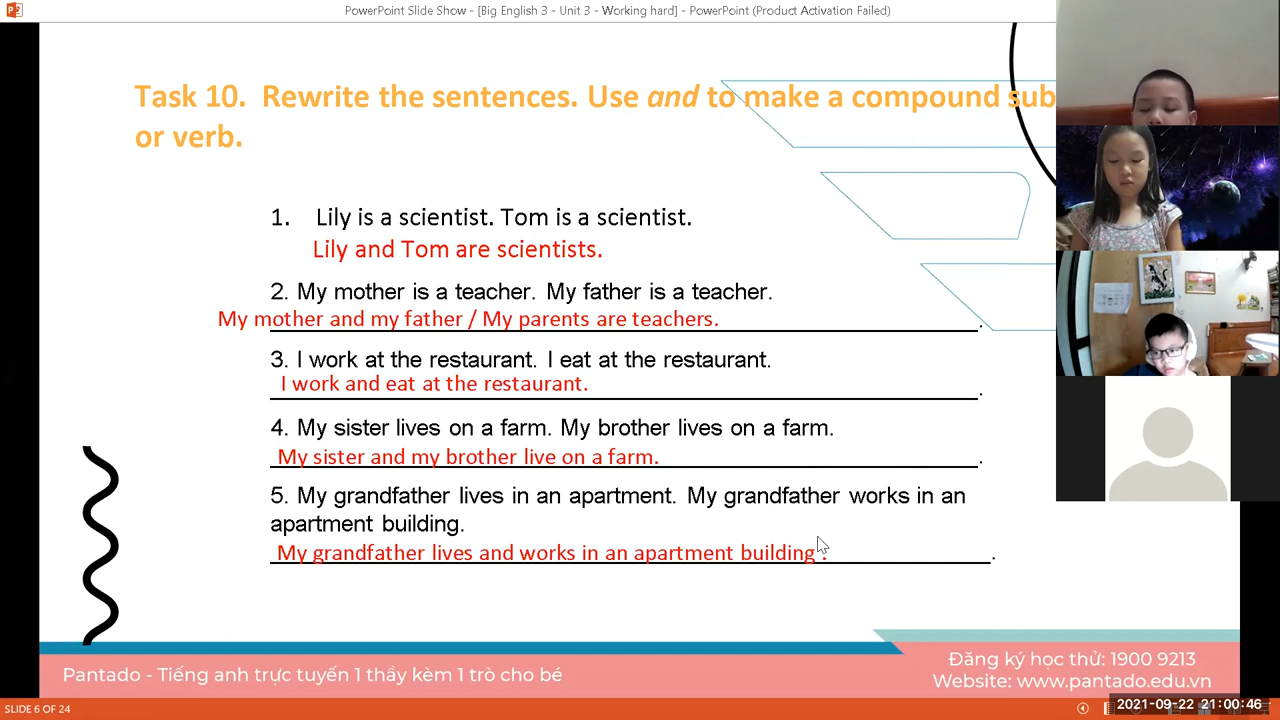 PowerPoint Slide Show - [Big English 3 - Unit 3 - Working hard] - PowerPoint (Product Activation Failed)
Task 10. Rewrite the sentences. Use and to make a compound sub
or verb.
1. Lily is a scientist. Tom is a scientist.
Lily and Tom are scientists.
2. My mother is a teacher. My father is a teacher.
My mother and my father / My parents are teachers.
3. I work at the restaurant. I eat at the restaurant.
I work and eat at the restaurant.
4. My sister lives on a farm. My brother lives on a farm.
My sister and my brother live on a farm.
5. My grandfather lives in an apartment. My grandfather works in an
apartment building.
My grandfather lives and works in an apartment building .
Pantado - Tiếng anh trực tuyến 1 thầy kèm 1 trò cho bé
Đăng ký học thử: 1900 9213
Website: www.pantado.edu.vn
SLIDE 6 OF 24
2021-09-22 21:00:46